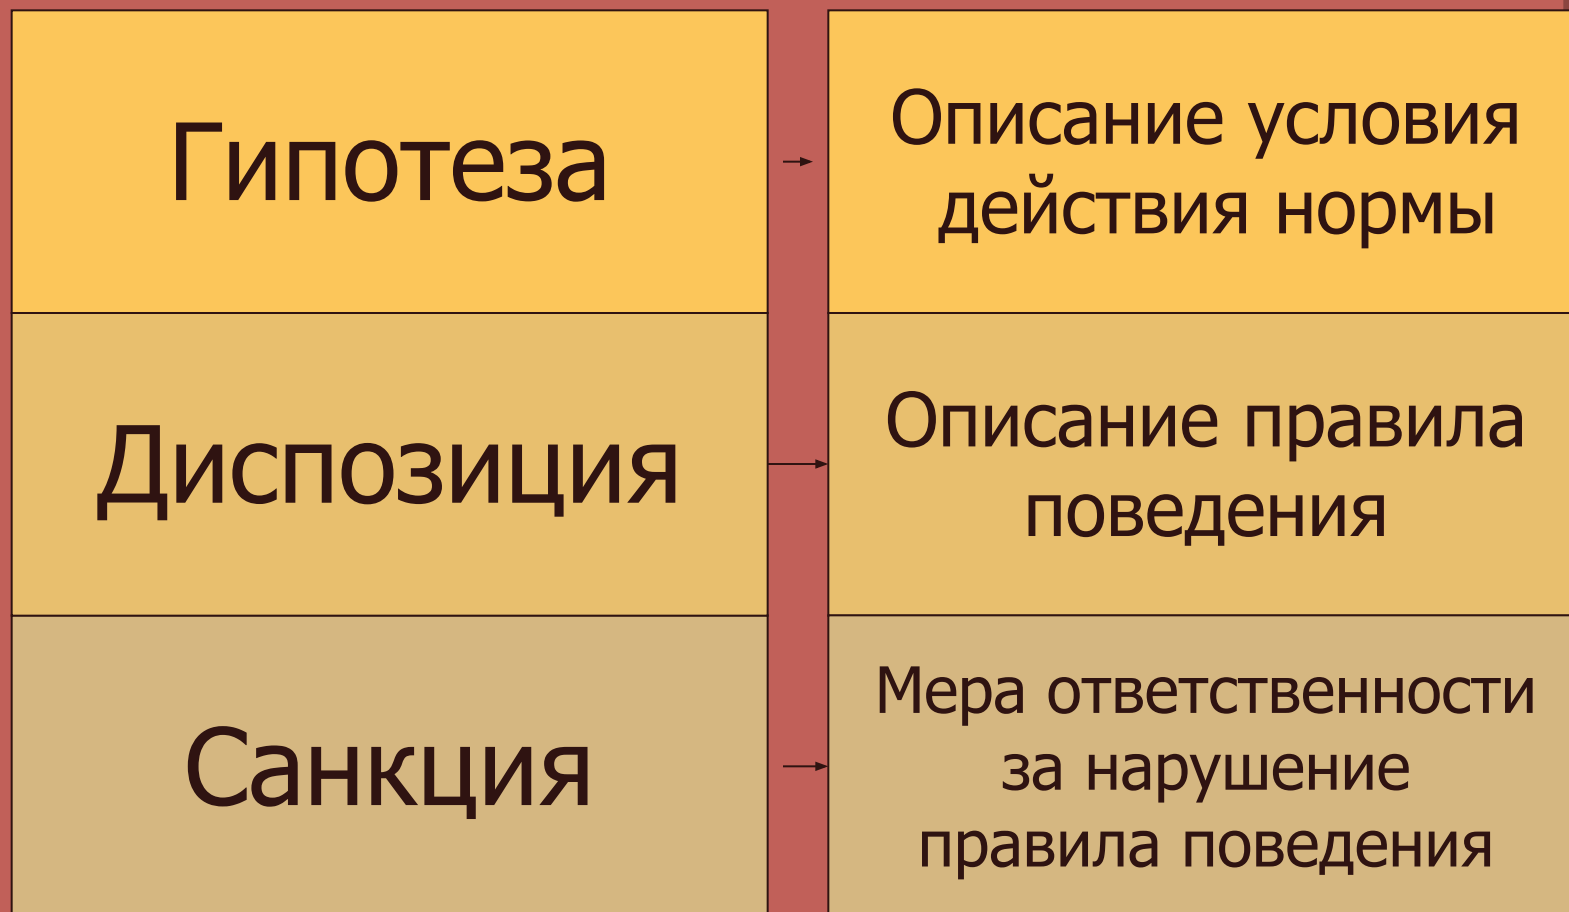 Гипотеза
Описание условия
действия нормы
Диспозиция
Описание правила
поведения
Санкция
Мера ответственности
за нарушение
правила поведения